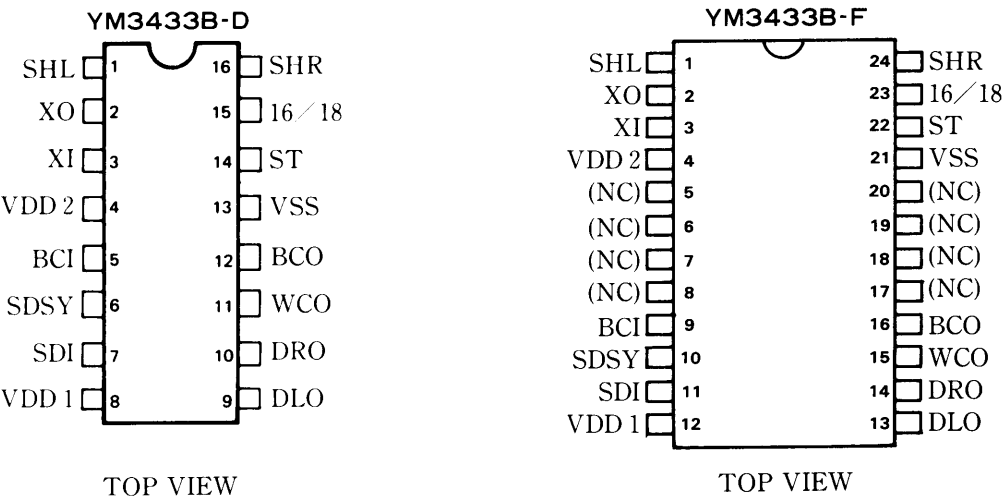 YM3433B-D
SHL 1 16 SHR
XO 2 15 16/18
XI 3 14 ST
VDD 2 4 13 VSS
BCI 5 12 BCO
SDSY 6 11 WCO
SDI 7 10 DRO
VDD 1 8 9 DLO
TOP VIEW
YM3433B-F
SHL 1 24 SHR
XO 2 23 16/18
XI 3 22 ST
VDD 2 4 21 VSS
(NC) 5 20 (NC)
(NC) 6 19 (NC)
(NC) 7 18 (NC)
(NC) 8 17 (NC)
BCI 9 16 BCO
SDSY 10 15 WCO
SDI 11 14 DRO
VDD 1 12 13 DLO
TOP VIEW